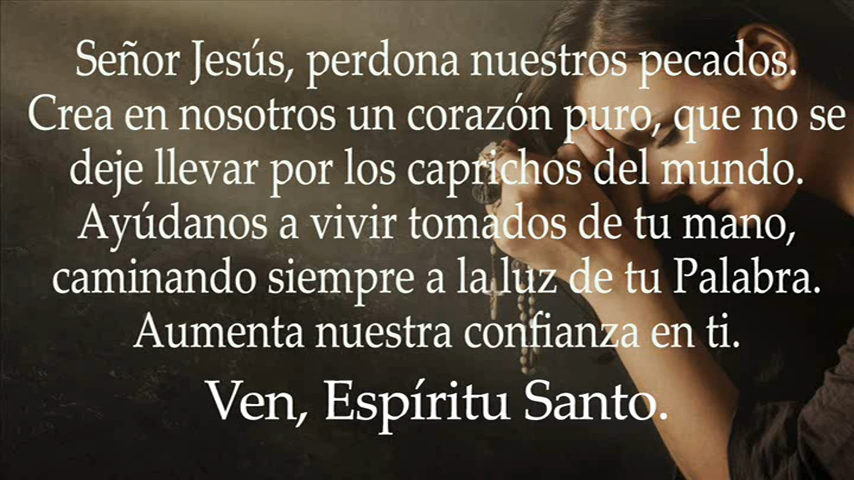 Señor Jesús, perdona nuestros pecados.
Crea en nosotros un corazón puro, que no se
deje llevar por los caprichos del mundo.
Ayúdanos a vivir tomados de tu mano,
caminando siempre a la luz de tu Palabra.
Aumenta nuestra confianza en ti.
Ven, Espíritu Santo.